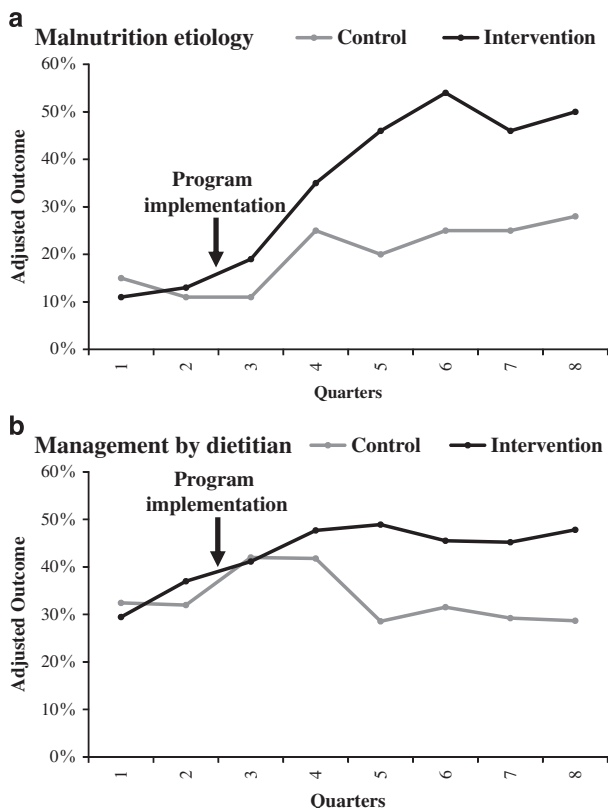 a
Malnutrition etiology Control Intervention
60%
50%
40%
30%
20%
10%
0%
Adjusted Outcome
Program
implementation
1 2 3 4 5 6 7 8
Quarters
b
Management by dietitian Control Intervention
60%
50%
40%
30%
20%
10%
0%
Adjusted Outcome
Program
implementation
1 2 3 4 5 6 7 8
Quarters